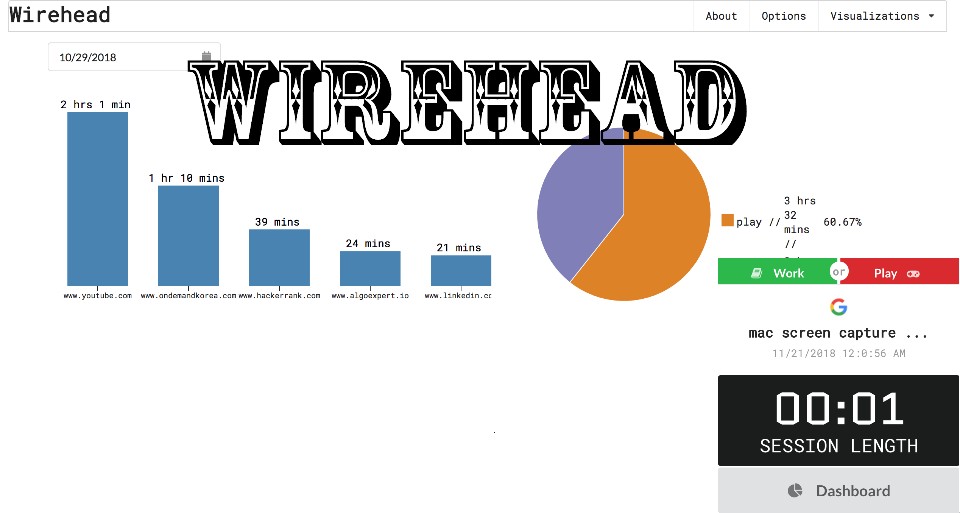 Wirehead
About
Options
Visualizations
10/29/2018
WIREHEAD
2 hrs 1 min
1 hr 10 mins
39 mins
24 mins
21 mins
www.youtube.com
www.ondemandkorea.com
www.hackerrank.com
www.algoexpert.io
www.linkedin.cc
play //
3 hrs
32
mins
//
60.67%
Work
or
Play
mac screen capture ...
11/21/2018 12:0:56 AM
00:01
SESSION LENGTH
Dashboard